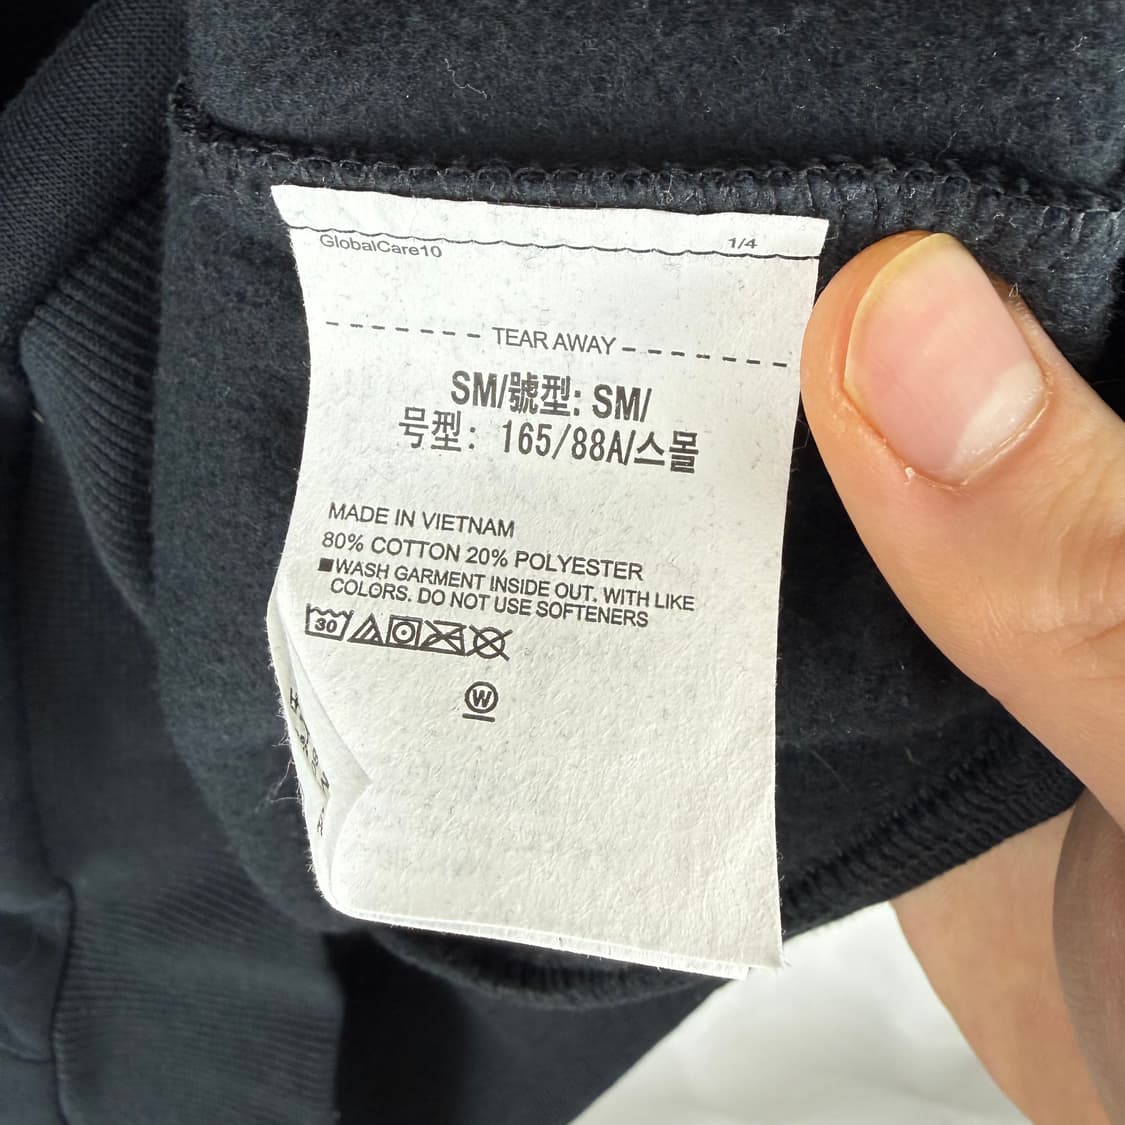 GlobalCare10 1/4
TEAR AWAY
SM/號型: SM/
号型: 165/88A/스몰
MADE IN VIETNAM
80% COTTON 20% POLYESTER
■WASH GARMENT INSIDE OUT. WITH LIKE
COLORS. DO NOT USE SOFTENERS
30
W